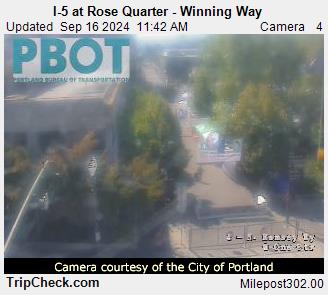 I-5 at Rose Quarter - Winning Way
Updated Sep 16 2024 11:42 AM Camera 4
PBOT
PORTLAND BUREAU OF TRANSPORTATION
Camera courtesy of the City of Portland
TripCheck.com Milepost302.00